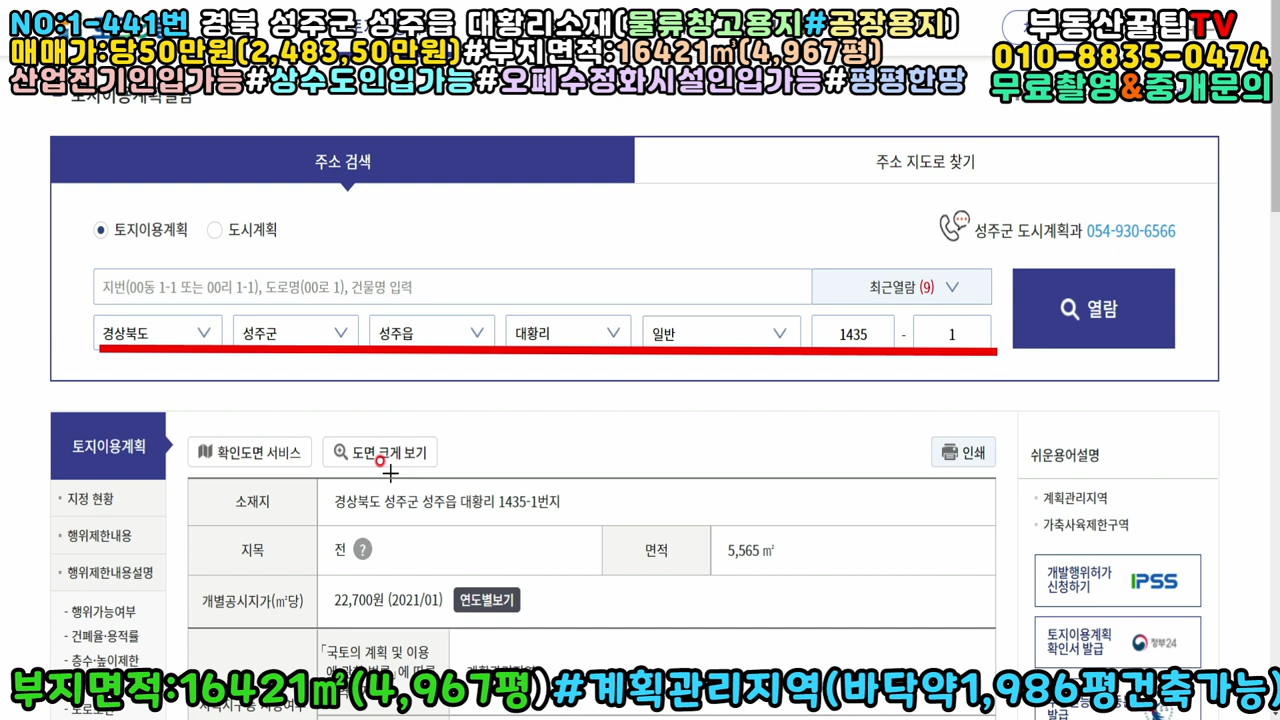 NO:1-441번 경북 성주군 성주읍 대황리소재(물류창고용지#공장용지)
부동산꿀팁TV
매매가:당50만원(2,483,50만원)#부지면적:16421㎡(4,967평)
010-8835-0474
산업전기인입가능#상수도인입가능#오폐수정화시설인입가능#평평한땅
무료촬영&중개문의
토지이용계획열람
주소 검색
주소 지도로 찾기
토지이용계획 도시계획
성주군 도시계획과 054-930-6566
지번(00동 1-1 또는 00리 1-1), 도로명(00로 1), 건물명 입력
최근열람 (9)
열람
경상북도 성주군 성주읍 대황리 일반 1435 - 1
토지이용계획
확인도면 서비스
도면 크게 보기
인쇄
쉬운용어설명
지정 현황
행위제한내용
행위제한내용설명
- 행위가능여부
- 건폐율·용적률
- 층수·높이제한
소재지
경상북도 성주군 성주읍 대황리 1435-1번지
지목
전 ?
면적
5,565 ㎡
개별공시지가(㎡당)
22,700원 (2021/01)
연도별보기
「국토의 계획 및 이용
계획관리지역
가축사육제한구역
개발행위허가
신청하기
IPSS
토지이용계획
확인서 발급
정부24
발급
부지면적:16421㎡(4,967평)#계획관리지역(바닥약1,986평건축가능)